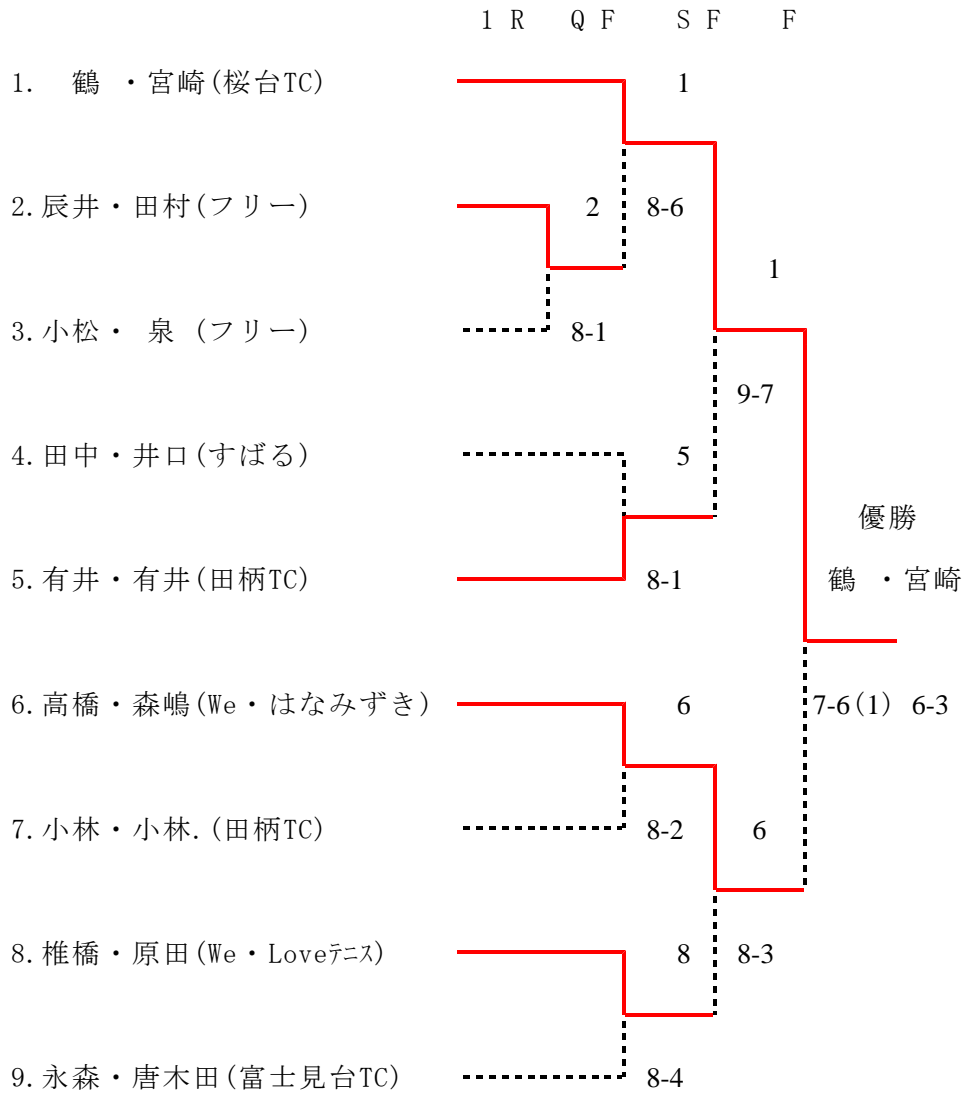 1 R Q F S F F
1. 鶴 ・宮崎(桜台TC) 1
2.辰井・田村(フリー) 2 8-6
1
3.小松・ 泉 (フリー) 8-1
9-7
4.田中・井口(すばる) 5
優勝
5.有井・有井(田柄TC) 8-1 鶴 ・宮崎
6.高橋・森嶋(We・はなみずき) 6 7-6(1) 6-3
7.小林・小林.(田柄TC) 8-2 6
8.椎橋・原田(We・Loveテニス) 8 8-3
9.永森・唐木田(富士見台TC) 8-4